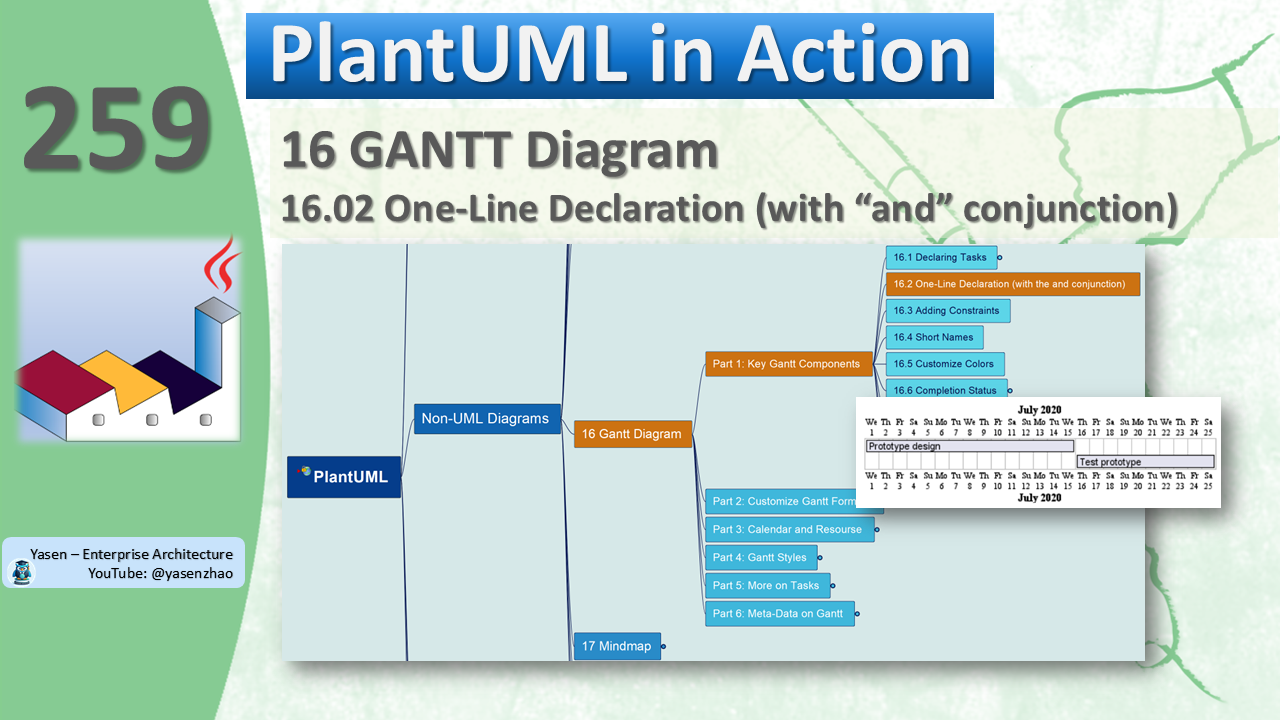 PlantUML in Action
259
16 GANTT Diagram
16.02 One-Line Declaration (with “and” conjunction)
16.1 Declaring Tasks
16.2 One-Line Declaration (with the and conjunction)
16.3 Adding Constraints
16.4 Short Names
16.5 Customize Colors
16.6 Completion Status
Part 1: Key Gantt Components
Non-UML Diagrams
16 Gantt Diagram
PlantUML
Part 2: Customize Gantt Form
Part 3: Calendar and Resourse
Part 4: Gantt Styles
Part 5: More on Tasks
Part 6: Meta-Data on Gantt
17 Mindmap
July 2020
We Th Fr Sa Su Mo Tu We Th Fr Sa Su Mo Tu We Th Fr Sa Su Mo Tu We Th Fr Sa
1 2 3 4 5 6 7 8 9 10 11 12 13 14 15 16 17 18 19 20 21 22 23 24 25
Prototype design
Test prototype
We Th Fr Sa Su Mo Tu We Th Fr Sa Su Mo Tu We Th Fr Sa Su Mo Tu We Th Fr Sa
1 2 3 4 5 6 7 8 9 10 11 12 13 14 15 16 17 18 19 20 21 22 23 24 25
July 2020
Yasen – Enterprise Architecture
YouTube: @yasenzhao